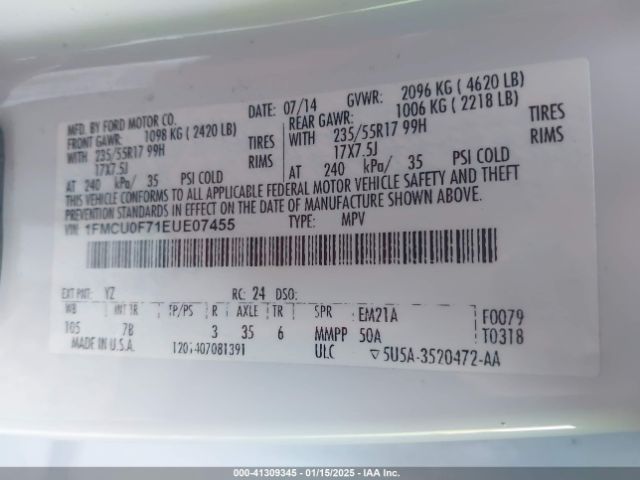 MFD. BY FORD MOTOR CO. DATE: 07/14 GVWR: 2096 KG ( 4620 LB)
FRONT GAWR: 1098 KG ( 2420 LB) REAR GAWR: 1006 KG ( 2218 LB)
WITH 235/55R17 99H TIRES WITH 235/55R17 99H TIRES
17X7.5J RIMS 17X7.5J RIMS
AT 240 kPa/ 35 PSI COLD AT 240 kPa/ 35 PSI COLD
THIS VEHICLE CONFORMS TO ALL APPLICABLE FEDERAL MOTOR VEHICLE SAFETY AND THEFT
PREVENTION STANDARDS IN EFFECT ON THE DATE OF MANUFACTURE SHOWN ABOVE.
VIN 1FMCU0F71EUE07455 TYPE: MPV
EXT PNT: YZ RC: 24 DSO:
WB INT TR TP/PS R AXLE TR SPR EM21A F0079
105 7B 3 35 6 MMPP 50A T0318
MADE IN U.S.A. 1201407081391 ULC 5U5A-3520472-AA
000-41309345 - 01/15/2025 - IAA Inc.